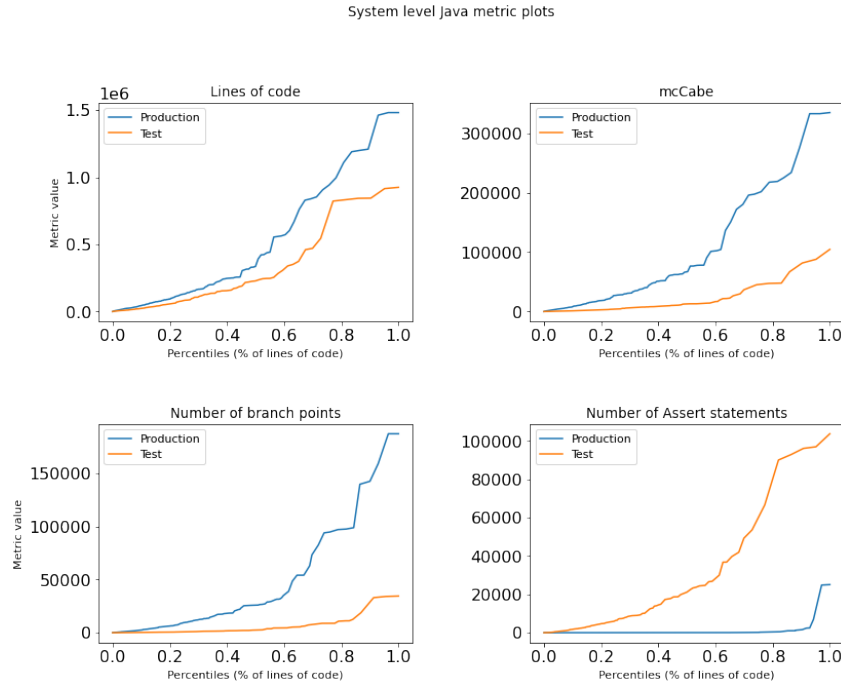 System level Java metric plots
Lines of code
1e6
Production
Test
1.5
1.0
0.5
0.0
Metric value
0.0 0.2 0.4 0.6 0.8 1.0
Percentiles (% of lines of code)
mcCabe
Production
Test
300000
200000
100000
0
0.0 0.2 0.4 0.6 0.8 1.0
Percentiles (% of lines of code)
Number of branch points
Production
Test
150000
100000
50000
0
Metric value
0.0 0.2 0.4 0.6 0.8 1.0
Percentiles (% of lines of code)
Number of Assert statements
Production
Test
100000
80000
60000
40000
20000
0
0.0 0.2 0.4 0.6 0.8 1.0
Percentiles (% of lines of code)